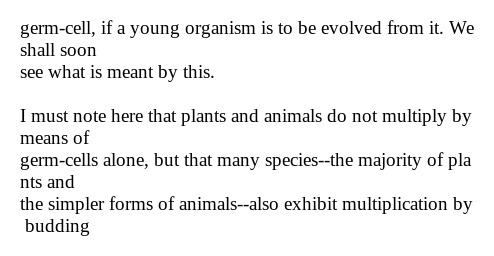 germ-cell, if a young organism is to be evolved from it. We
shall soon
see what is meant by this.

I must note here that plants and animals do not multiply by
means of
germ-cells alone, but that many species--the majority of pla
nts and
the simpler forms of animals--also exhibit multiplication by
budding